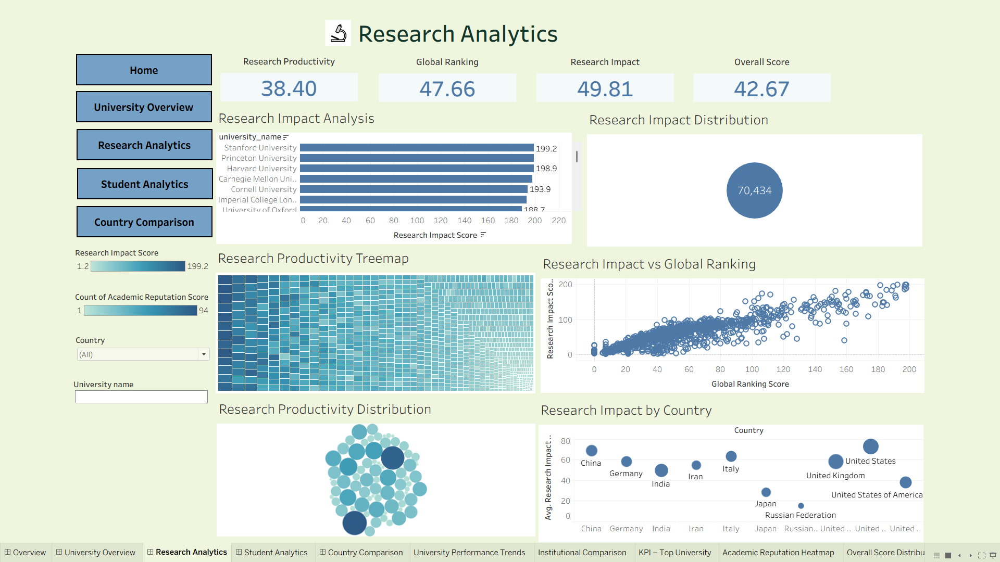 Research Analytics
Home
University Overview
Research Analytics
Student Analytics
Country Comparison
Research Impact Score
1.2
199.2
Count of Academic Reputation Score
1
94
Country
(All)
University name
Research Productivity
38.40
Global Ranking
47.66
Research Impact
49.81
Overall Score
42.67
Research Impact Analysis
university_name
Stanford University
199.2
Princeton University
Harvard University
198.9
Carnegie Mellon Uni..
Cornell University
193.9
Imperial College Lon..
University of Oxford
188.7
0 20 40 60 80 100 120 140 160 180 200 220
Research Impact Score
Research Impact Distribution
70,434
Research Productivity Treemap
Research Impact vs Global Ranking
Research Impact Sco..
200
100
0
0 20 40 60 80 100 120 140 160 180 200
Global Ranking Score
Research Productivity Distribution
Research Impact by Country
Country
Avg. Research Impact ..
80
60
40
20
0
China
Germany
India
Iran
Italy
Japan
Russian Federation
United Kingdom
United States
United States of America
China Germany India Iran Italy Japan Russian.. United .. United .. United ..
Overview
University Overview
Research Analytics
Student Analytics
Country Comparison
University Performance Trends
Institutional Comparison
KPI – Top University
Academic Reputation Heatmap
Overall Score Distribu